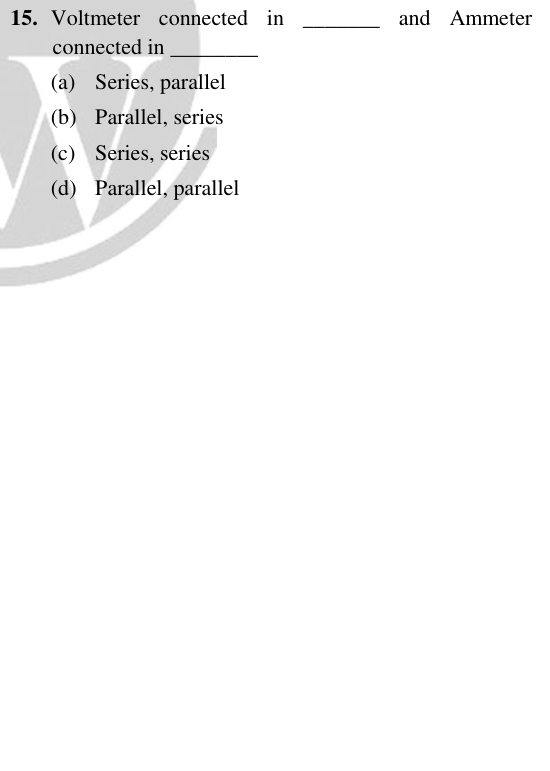 15. Voltmeter connected in _______ and Ammeter
connected in ________
(a) Series, parallel
(b) Parallel, series
(c) Series, series
(d) Parallel, parallel